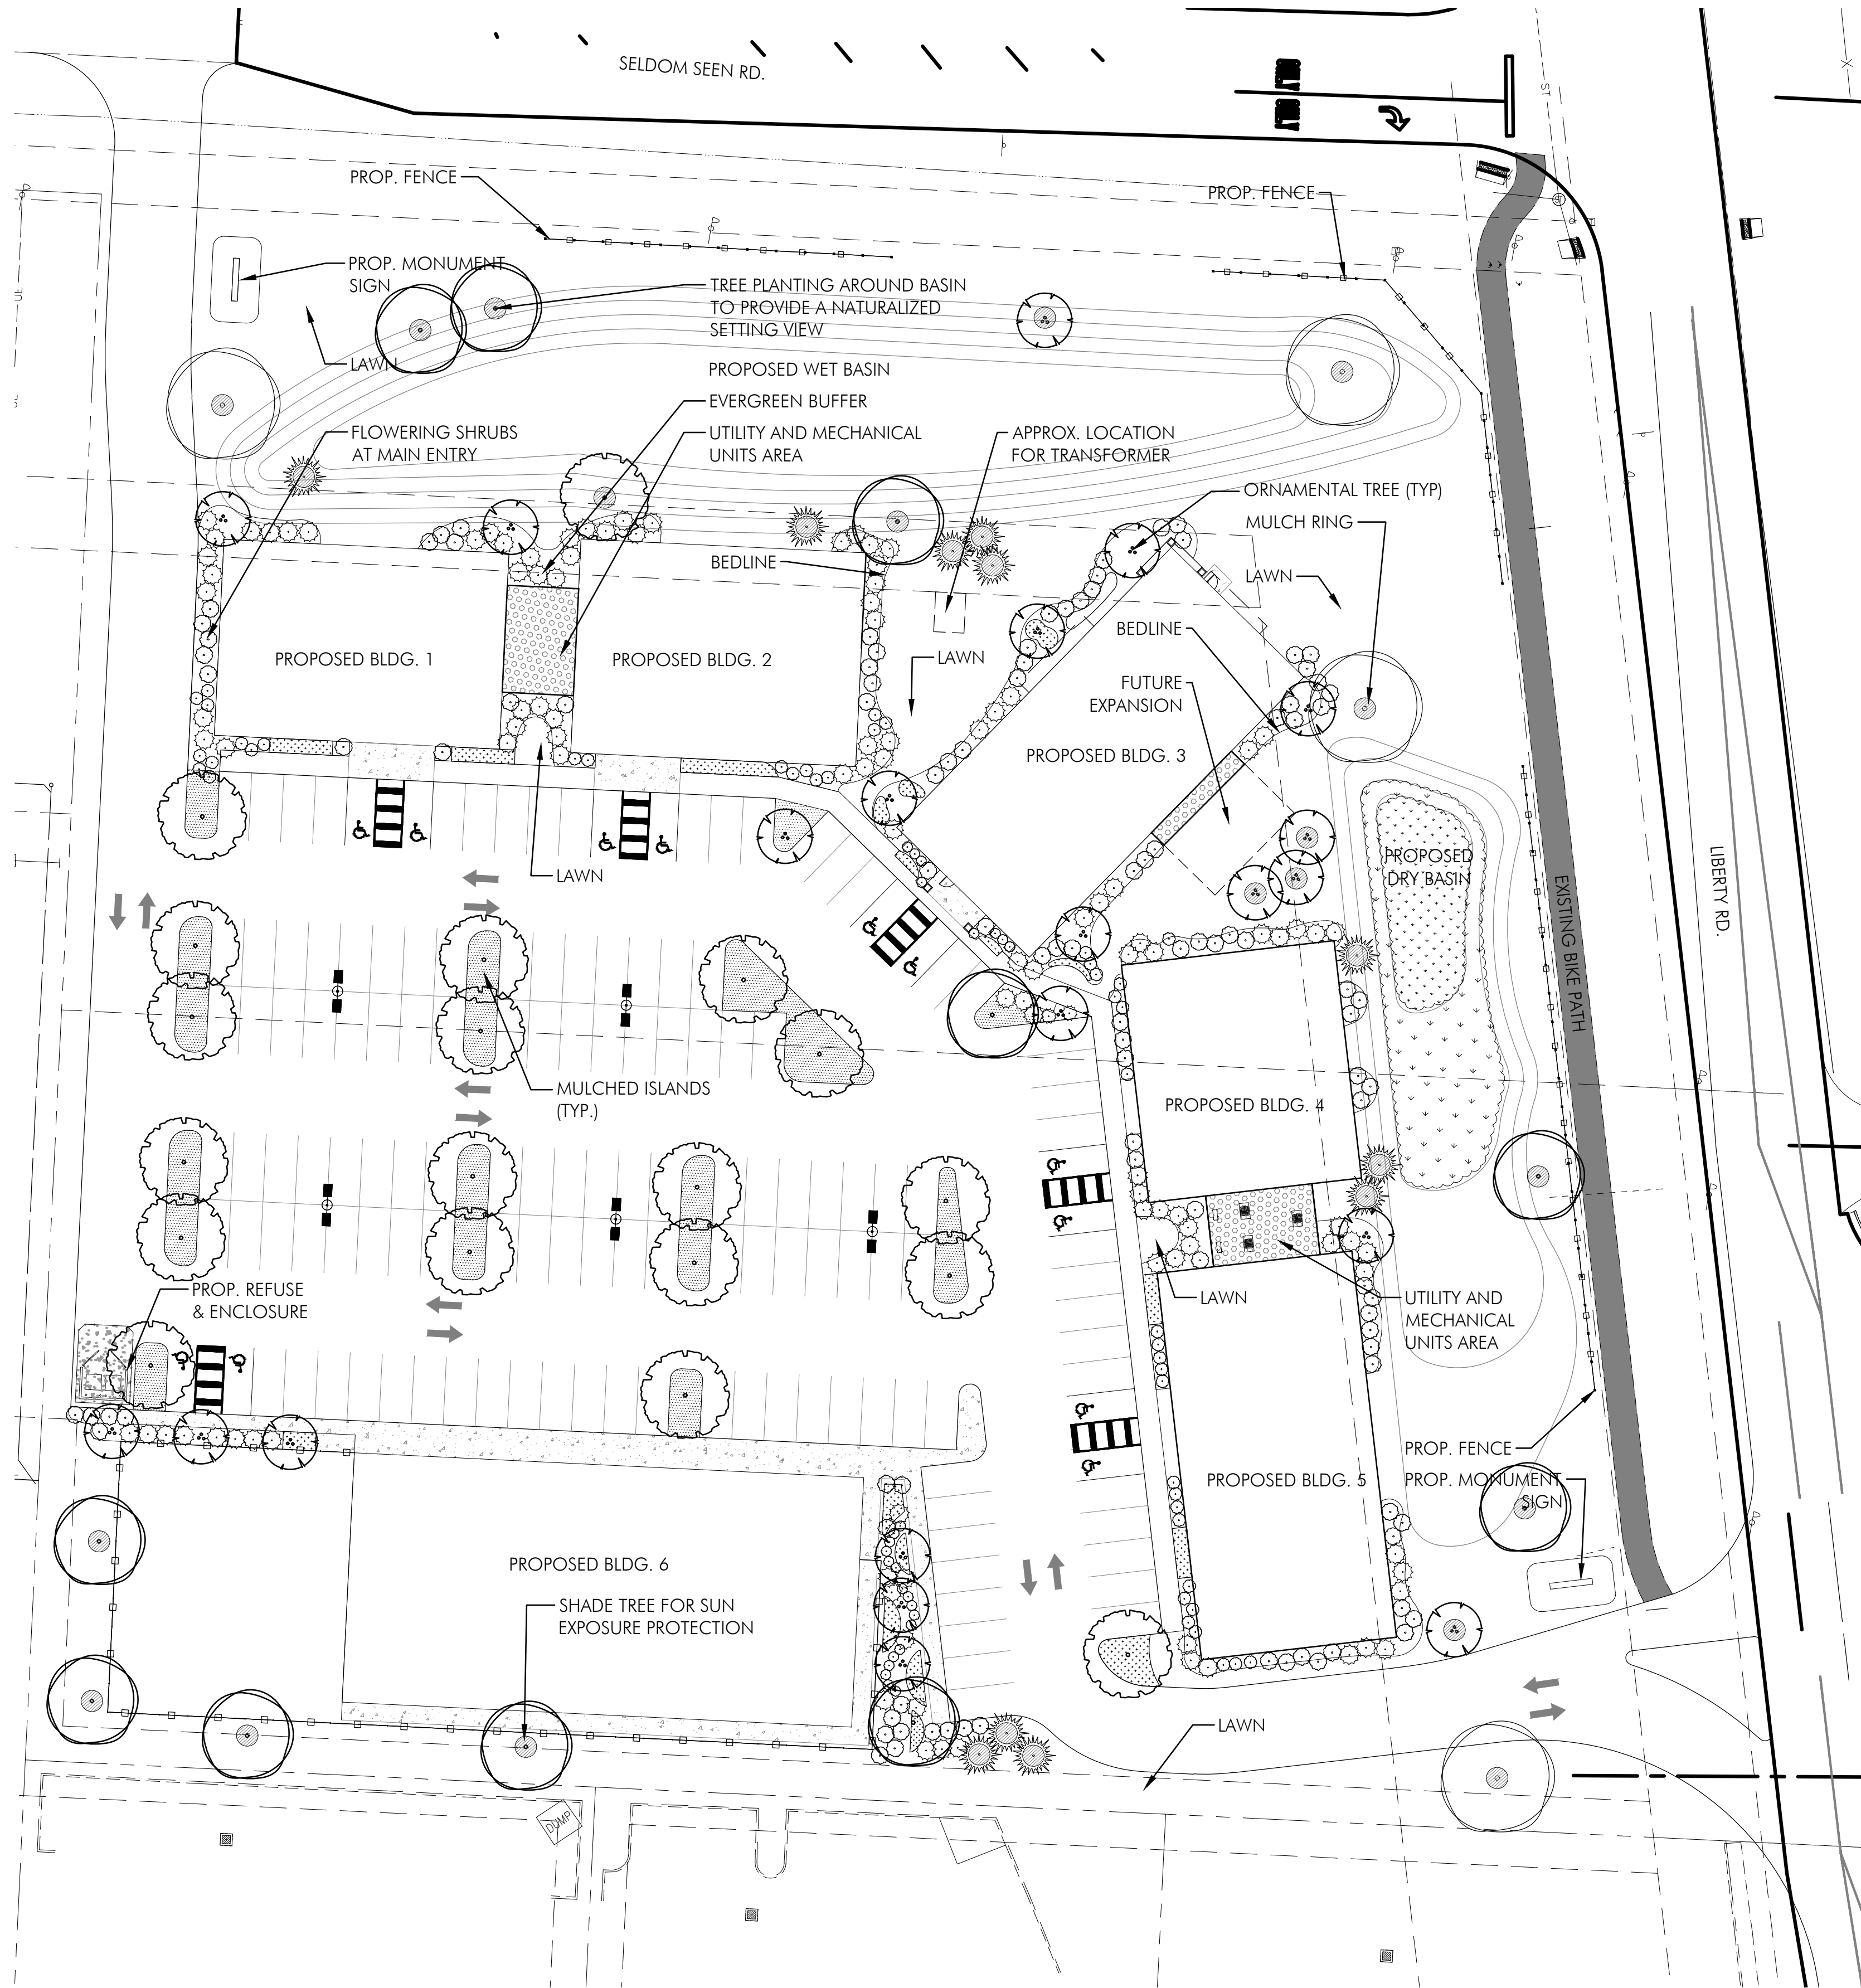 SELDOM SEEN RD.
ONLY ONLY
ST
ST
PROP. FENCE
PROP. FENCE
PROP. MONUMENT
SIGN
TREE PLANTING AROUND BASIN
TO PROVIDE A NATURALIZED
SETTING VIEW
UE
LAWN
PROPOSED WET BASIN
EVERGREEN BUFFER
FLOWERING SHRUBS
AT MAIN ENTRY
UTILITY AND MECHANICAL
UNITS AREA
APPROX. LOCATION
FOR TRANSFORMER
ORNAMENTAL TREE (TYP)
MULCH RING
BEDLINE
LAWN
BEDLINE
PROPOSED BLDG. 1
PROPOSED BLDG. 2
LAWN
FUTURE
EXPANSION
PROPOSED BLDG. 3
LAWN
PROPOSED
DRY BASIN
EXISTING BIKE PATH
LIBERTY RD.
MULCHED ISLANDS
(TYP.)
PROPOSED BLDG. 4
PROP. REFUSE
& ENCLOSURE
LAWN
UTILITY AND
MECHANICAL
UNITS AREA
PROP. FENCE
PROPOSED BLDG. 5
PROP. MONUMENT
SIGN
PROPOSED BLDG. 6
SHADE TREE FOR SUN
EXPOSURE PROTECTION
LAWN
DUMP